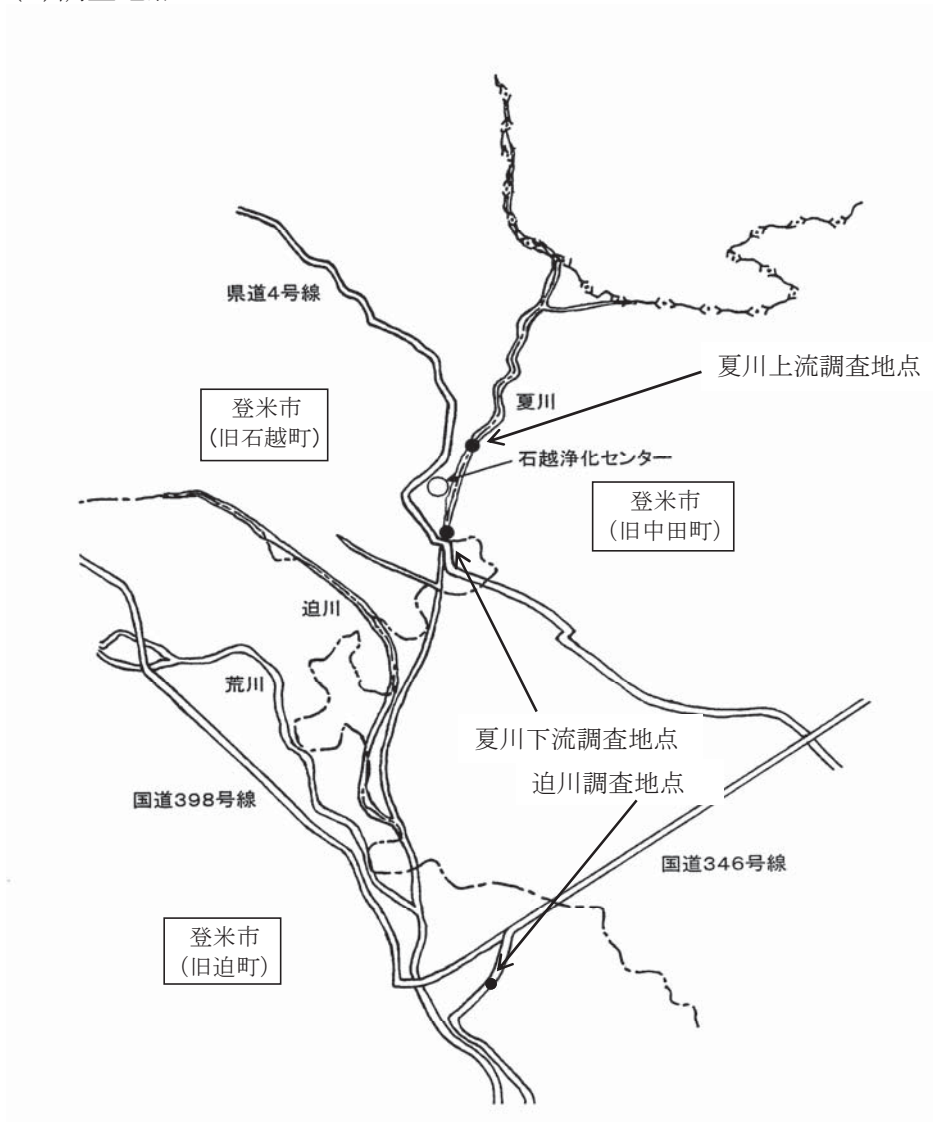 県道4号線
夏川上流調査地点
夏川
登米市
(旧石越町)
石越浄化センター
登米市
(旧中田町)
迫川
荒川
夏川下流調査地点
迫川調査地点
国道398号線
国道346号線
登米市
(旧迫町)